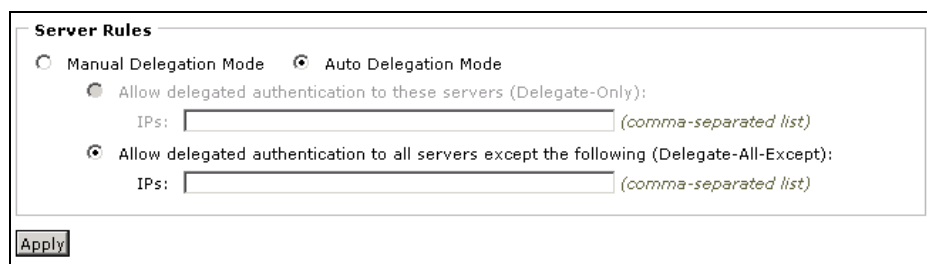 Server Rules
Manual Delegation Mode Auto Delegation Mode
Allow delegated authentication to these servers (Delegate-Only):
IPs: (comma-separated list)
Allow delegated authentication to all servers except the following (Delegate-All-Except):
IPs: (comma-separated list)
Apply